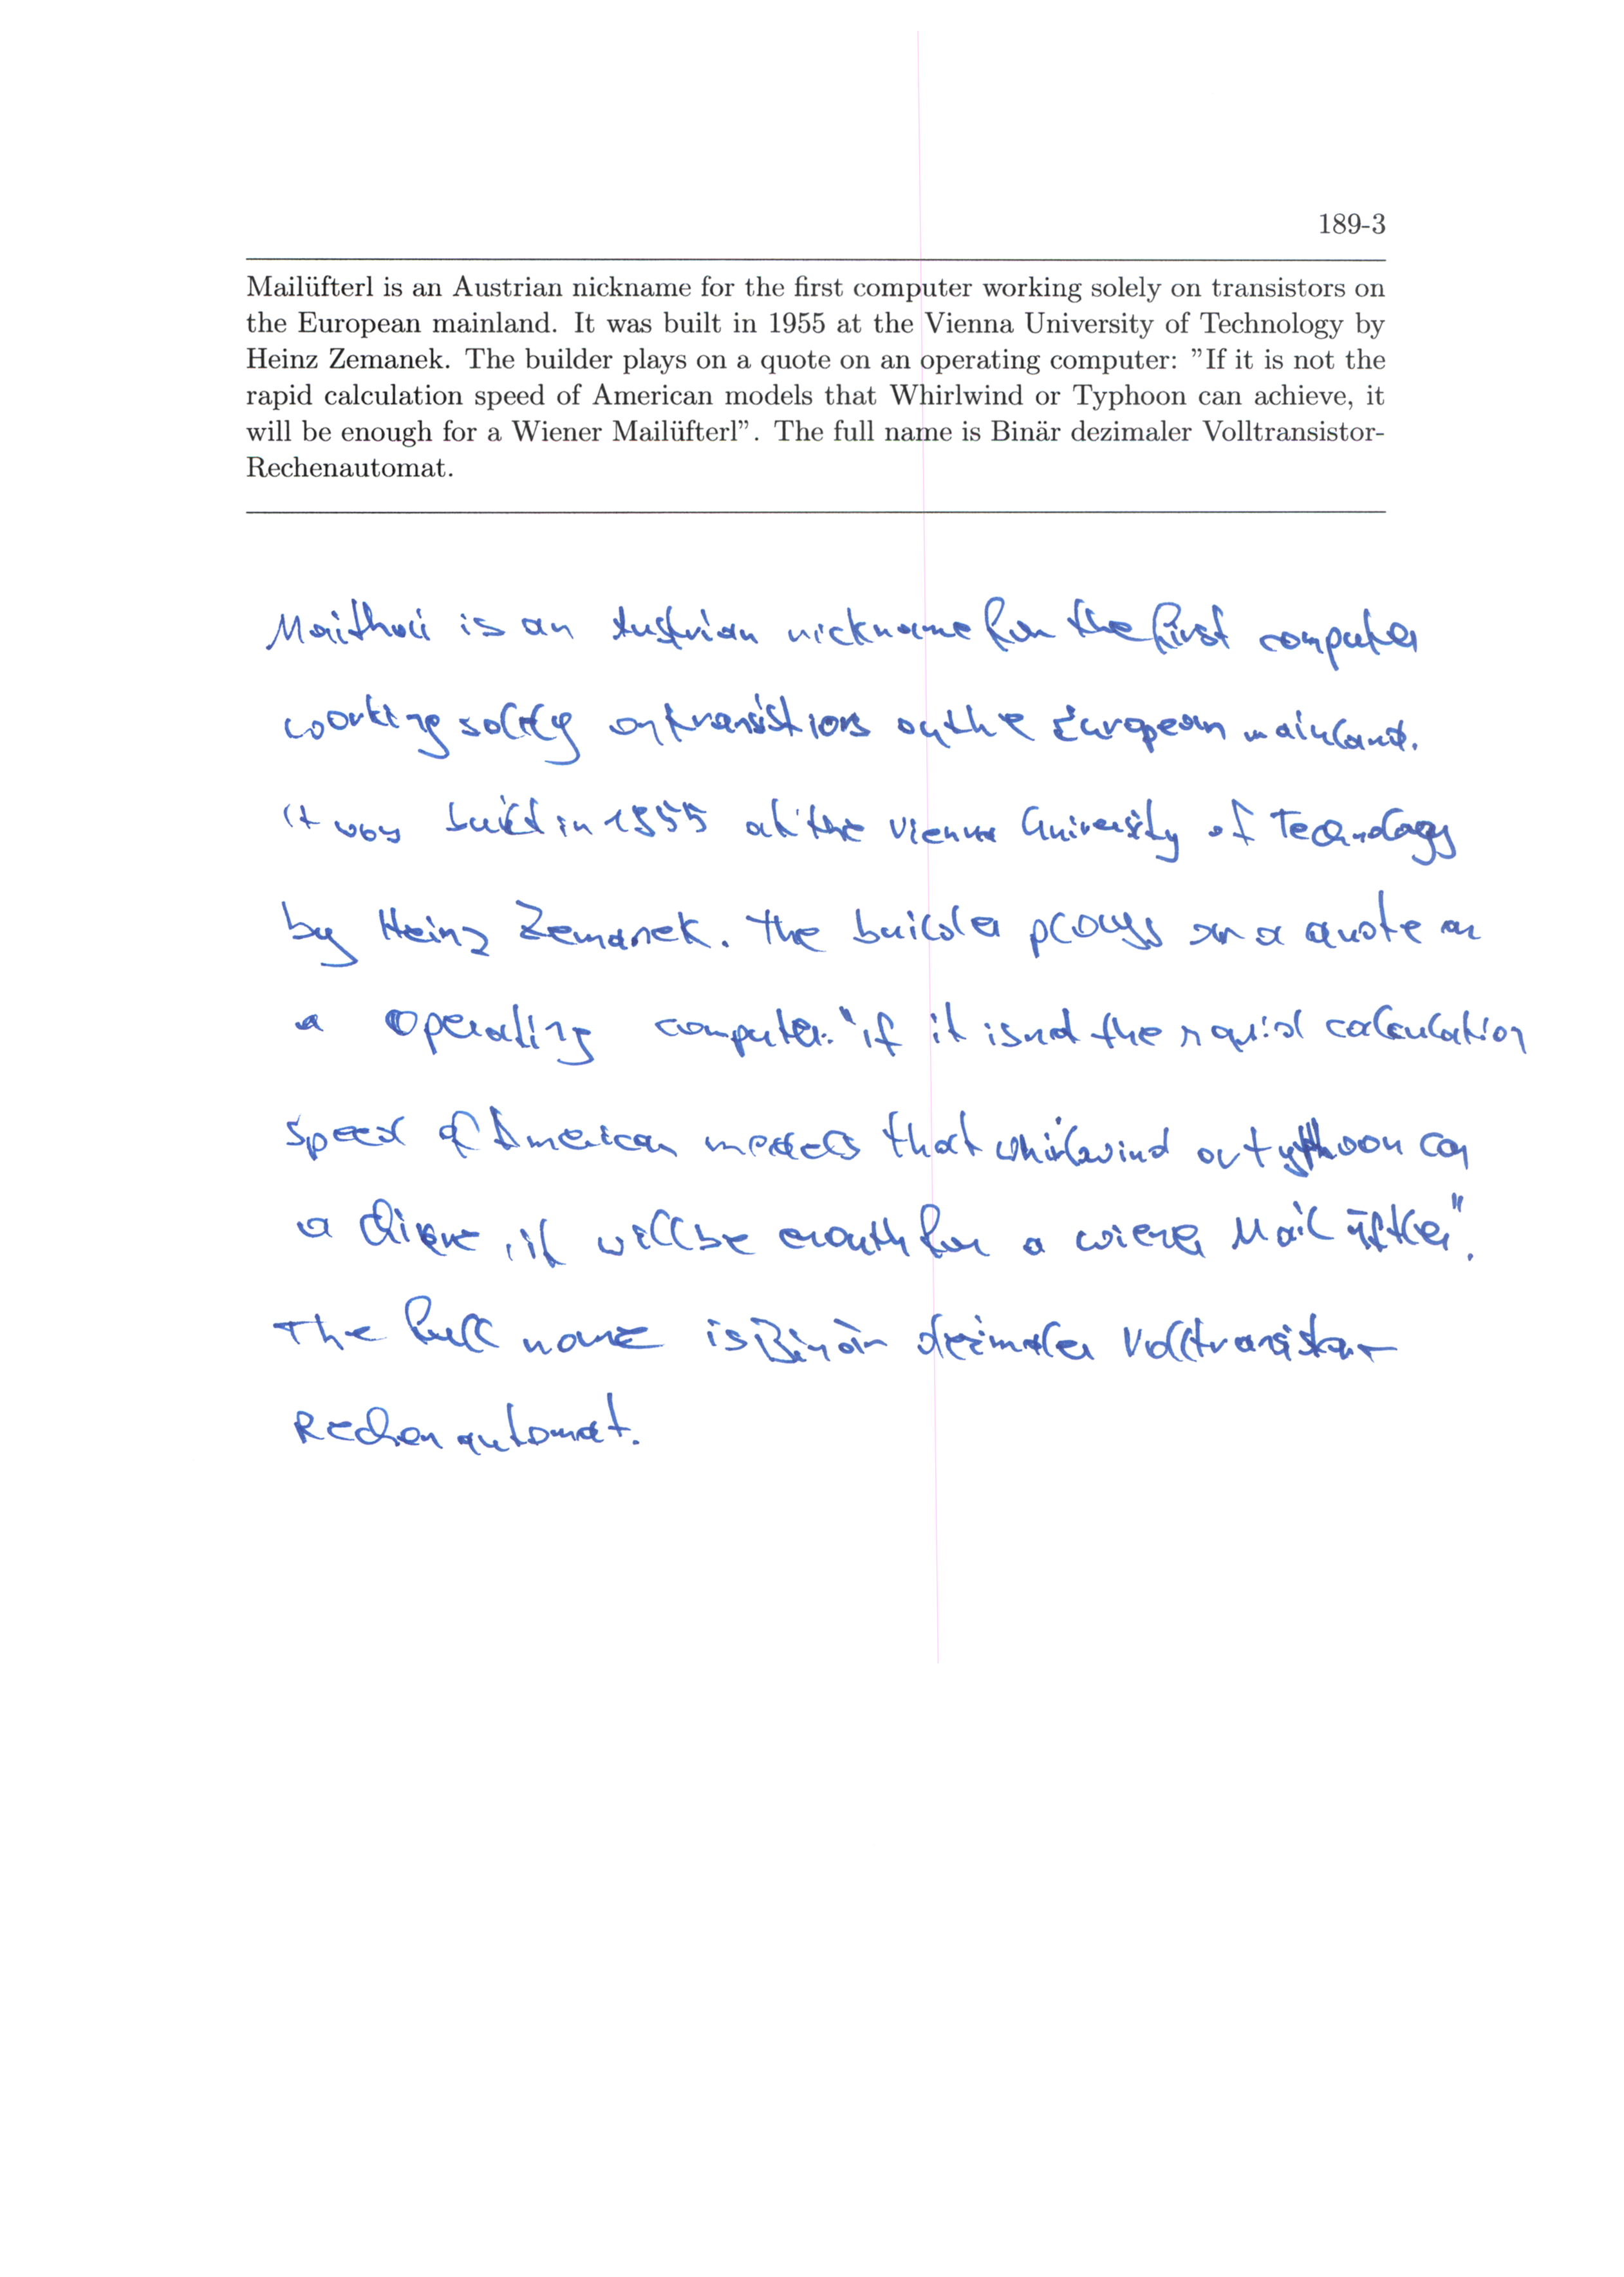 189-3
Mailüfterl is an Austrian nickname for the first computer working solely on transistors on
the European mainland. It was built in 1955 at the Vienna University of Technology by
Heinz Zemanek. The builder plays on a quote on an operating computer: ”If it is not the
rapid calculation speed of American models that Whirlwind or Typhoon can achieve, it
will be enough for a Wiener Mailüfterl”. The full name is Binär dezimaler Volltransistor-
Rechenautomat.
is an Austrian nickname for the first computer
working solely on transistors on the European mainland.
It was built in 1955 at the Vienna University of Technology
by Heinz Zemanek. The builder plays on a quote on
a operating computer: "if it is not the rapid calculation
speed of American models that whirlwind or typhoon can
achieve, it will be for a wiener Mailüfter".
The full name is Binär dezimaler Volltransistor-
Rechenautomat.